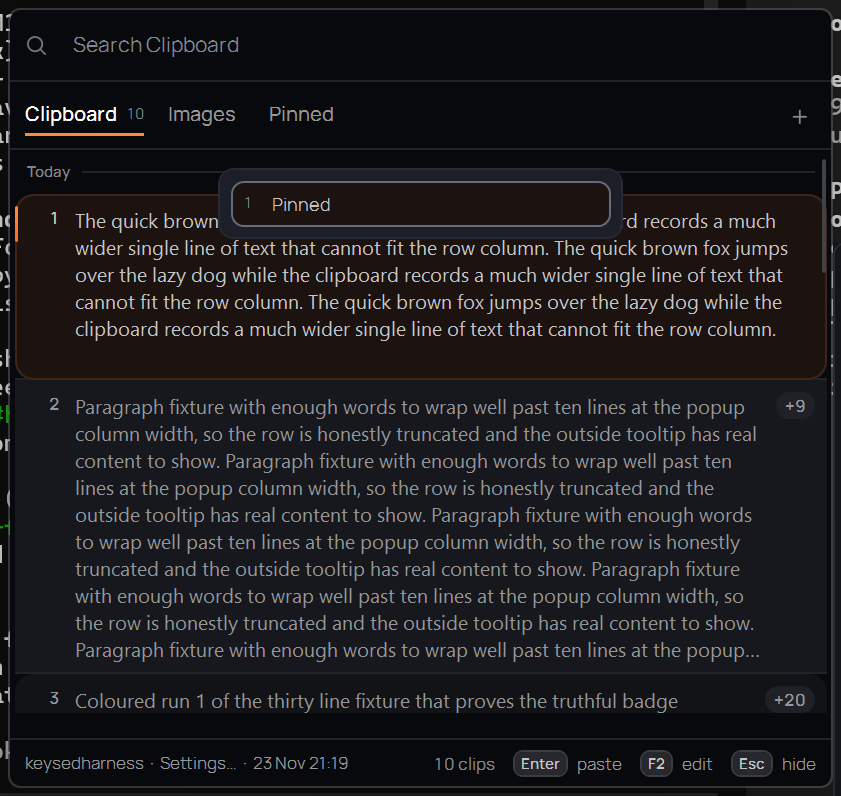 Search Clipboard
Clipboard 10 Images Pinned +
Today
1 Pinned
1 The quick brown rd records a much
wider single line of text that cannot fit the row column. The quick brown fox jumps
over the lazy dog while the clipboard records a much wider single line of text that
cannot fit the row column. The quick brown fox jumps over the lazy dog while the
clipboard records a much wider single line of text that cannot fit the row column.
2 Paragraph fixture with enough words to wrap well past ten lines at the popup +9
column width, so the row is honestly truncated and the outside tooltip has real
content to show. Paragraph fixture with enough words to wrap well past ten
lines at the popup column width, so the row is honestly truncated and the
outside tooltip has real content to show. Paragraph fixture with enough words
to wrap well past ten lines at the popup column width, so the row is honestly
truncated and the outside tooltip has real content to show. Paragraph fixture
with enough words to wrap well past ten lines at the popup column width, so
the row is honestly truncated and the outside tooltip has real content to show.
Paragraph fixture with enough words to wrap well past ten lines at the popup...
3 Coloured run 1 of the thirty line fixture that proves the truthful badge +20
keysedharness · Settings... · 23 Nov 21:19 10 clips Enter paste F2 edit Esc hide